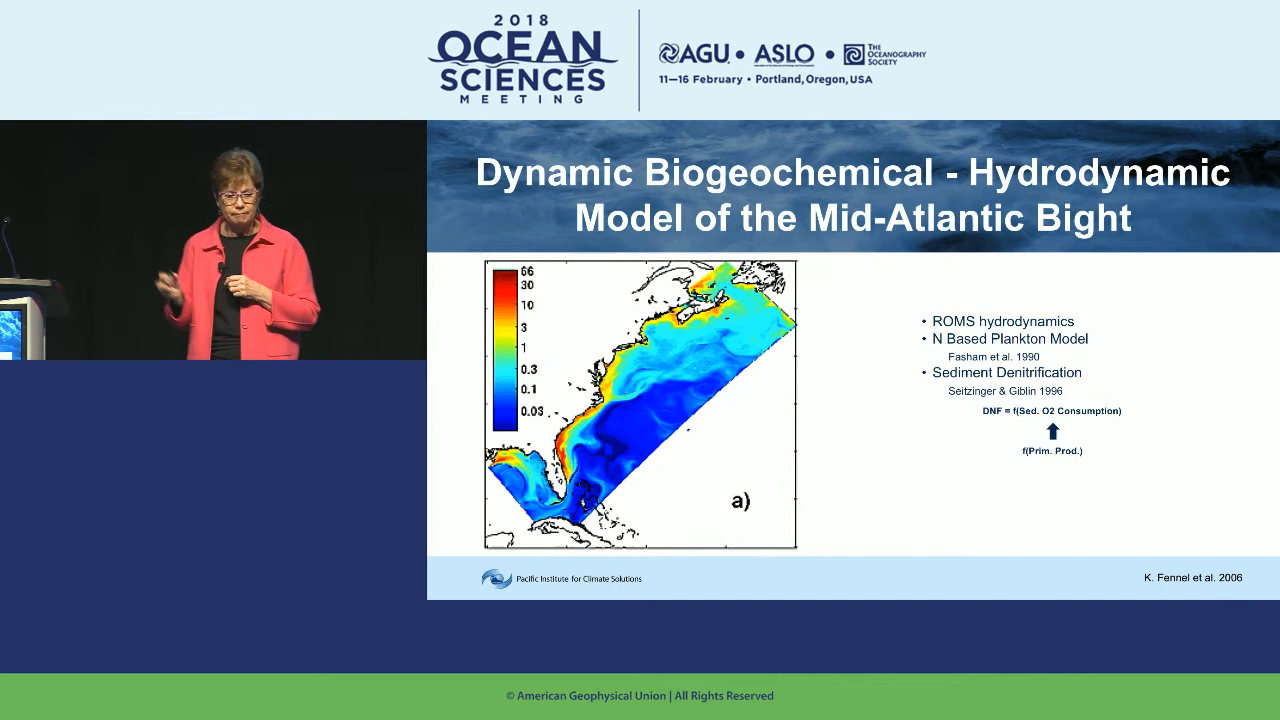 2018
OCEAN
SCIENCES
MEETING
AGU • ASLO • THE OCEANOGRAPHY SOCIETY
11–16 February • Portland, Oregon, USA
Dynamic Biogeochemical - Hydrodynamic
Model of the Mid-Atlantic Bight
66
30
10
3
1
0.3
0.1
0.03
a)
• ROMS hydrodynamics
• N Based Plankton Model
Fasham et al. 1990
• Sediment Denitrification
Seitzinger & Giblin 1996
DNF = f(Sed. O2 Consumption)
f(Prim. Prod.)
Pacific Institute for Climate Solutions
K. Fennel et al. 2006
© American Geophysical Union | All Rights Reserved